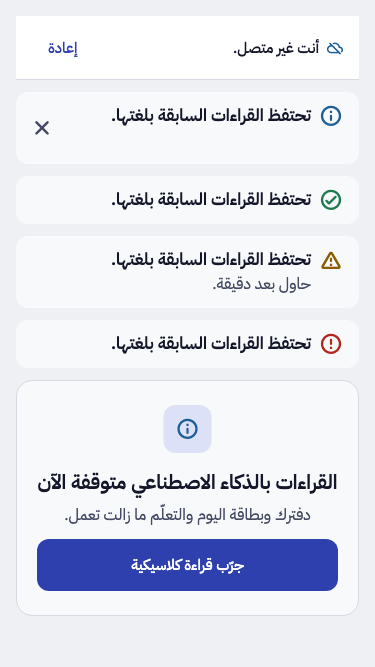 أنت غير متصل.
إعادة
تحتفظ القراءات السابقة بلغتها.
تحتفظ القراءات السابقة بلغتها.
تحتفظ القراءات السابقة بلغتها.
حاول بعد دقيقة.
تحتفظ القراءات السابقة بلغتها.
القراءات بالذكاء الاصطناعي متوقفة الآن
دفترك وبطاقة اليوم والتعلّم ما زالت تعمل.
جرّب قراءة كلاسيكية